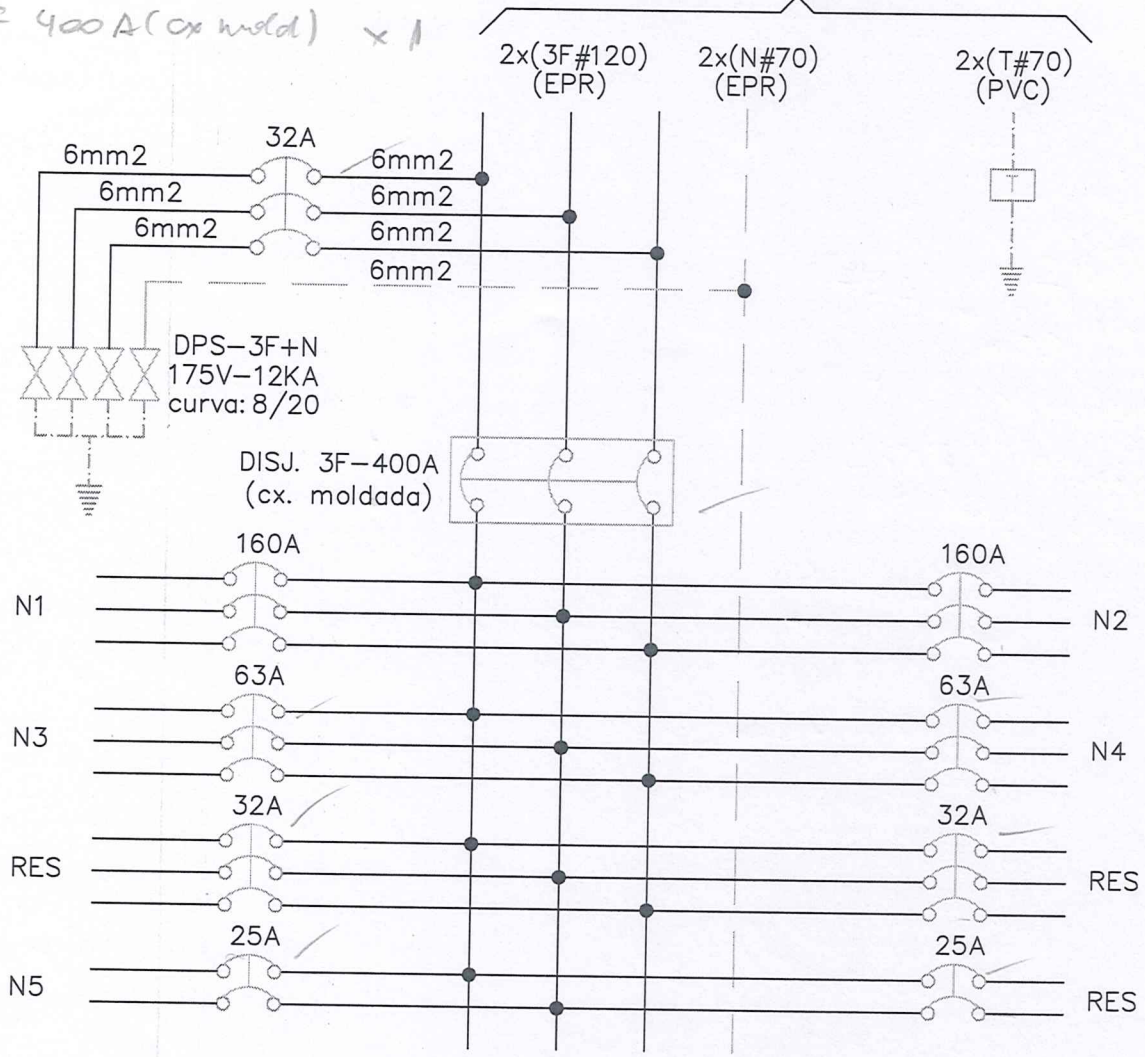 400A (cx mold) x 1
2x(3F#120)
(EPR)
2x(N#70)
(EPR)
2x(T#70)
(PVC)
T
32A
6mm2
6mm2
6mm2
6mm2
6mm2
6mm2
6mm2
DPS-3F+N
175V-12KA
curva: 8/20
DISJ. 3F-400A
(cx. moldada)
160A
160A
N1
N2
63A
63A
N3
N4
32A
32A
RES
RES
25A
25A
N5
RES